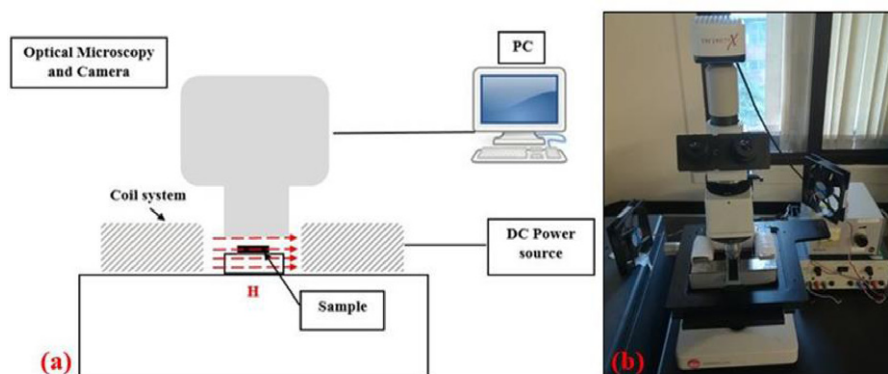 Optical Microscopy
and Camera
PC
Coil system
DC Power
source
H
Sample
(a)
(b)